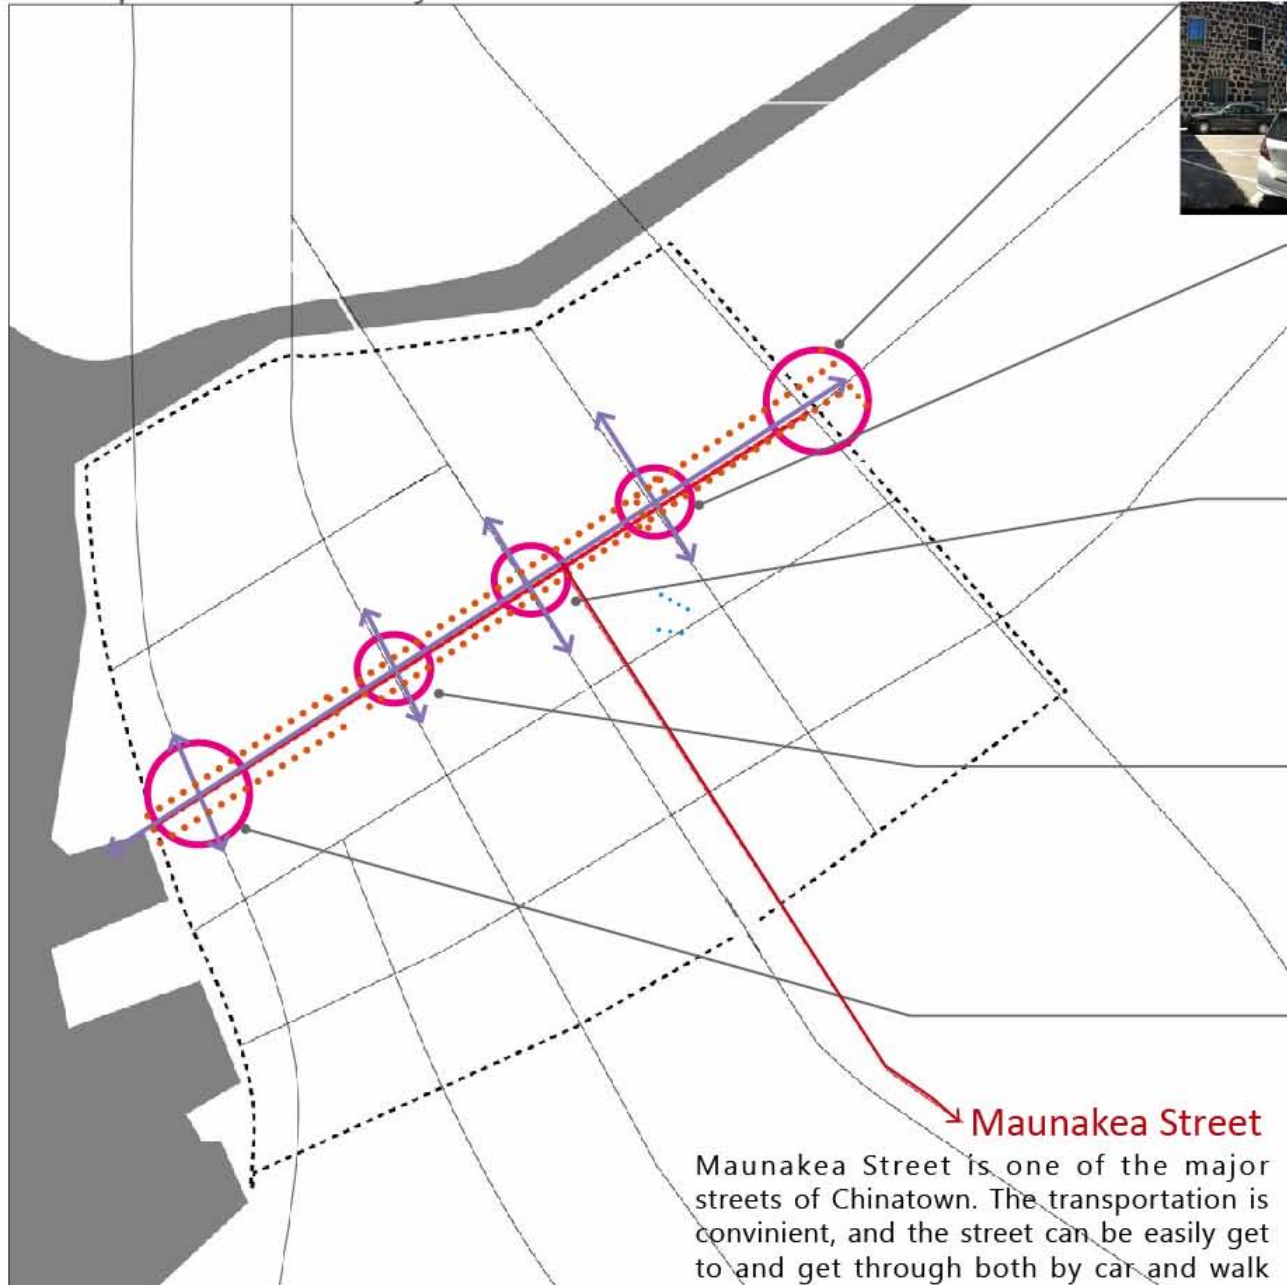 Maunakea Street
Maunakea Street is one of the major
streets of Chinatown. The transportation is
convinient, and the street can be easily get
to and get through both by car and walk